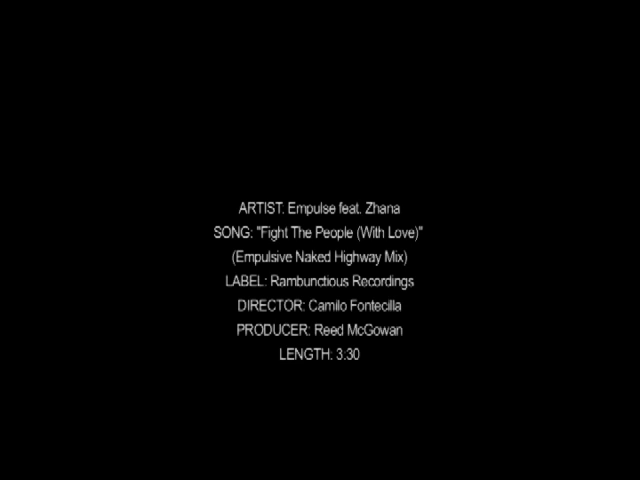 ARTIST. Empulse feat. Zhana
SONG: "Fight The People (With Love)"
(Empulsive Naked Highway Mix)
LABEL: Rambunctious Recordings
DIRECTOR: Camilo Fontecilla
PRODUCER: Reed McGowan
LENGTH: 3:30